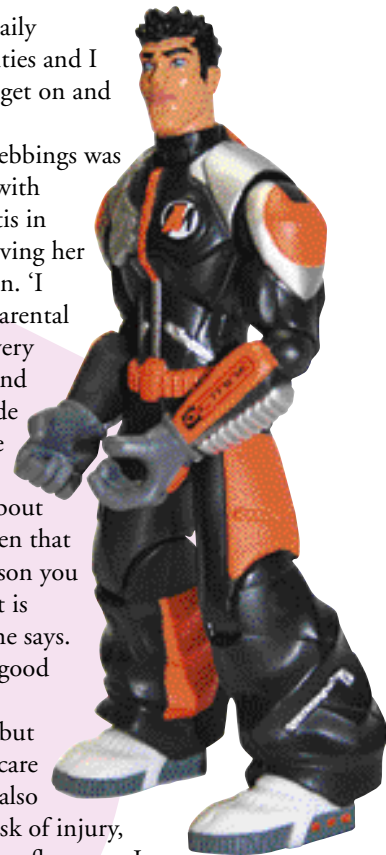 aily
ties and I
get on and
ebbings was
with
tis in
ving her
n. ‘I
arental
very
nd
de
e
bout
en that
son you
t is
ne says.
good
but
care
also
sk of injury,